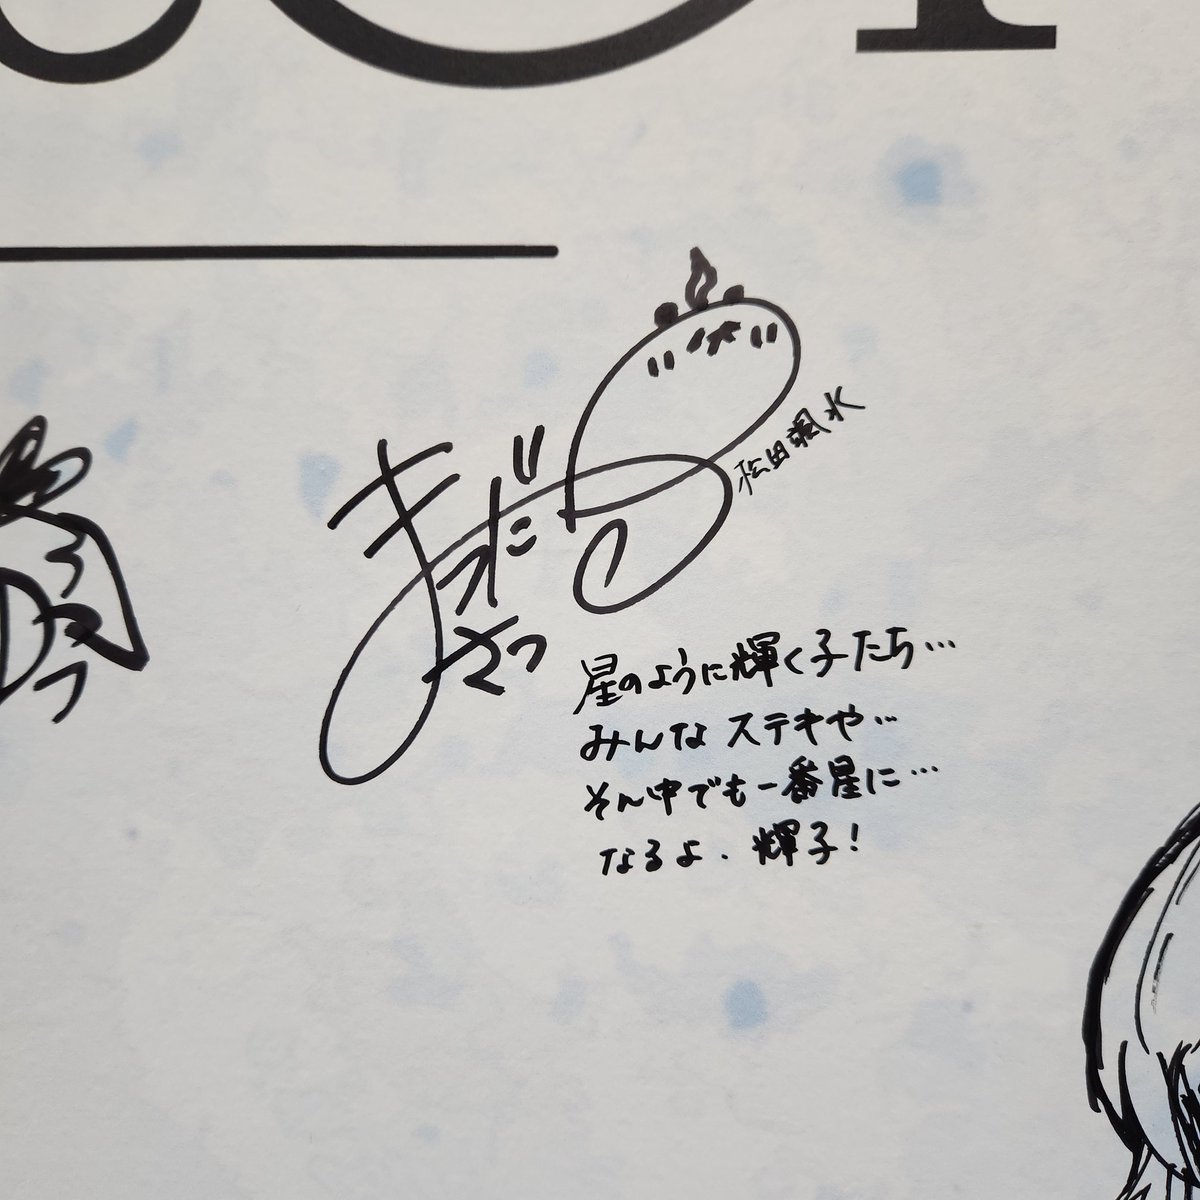 まつださつ
松田颯水
星のように輝く子たち…
みんなステキや…
そん中でも一番星に…
なるよ、輝子!